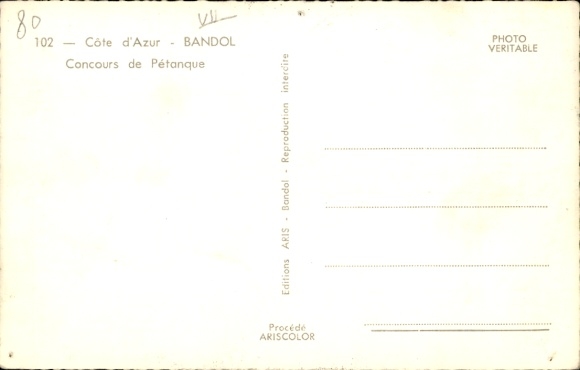 80
VII
102 — Côte d'Azur - BANDOL
Concours de Pétanque
PHOTO
VERITABLE
Editions ARIS - Bandol - Reproduction interdite
Procédé
ARISCOLOR